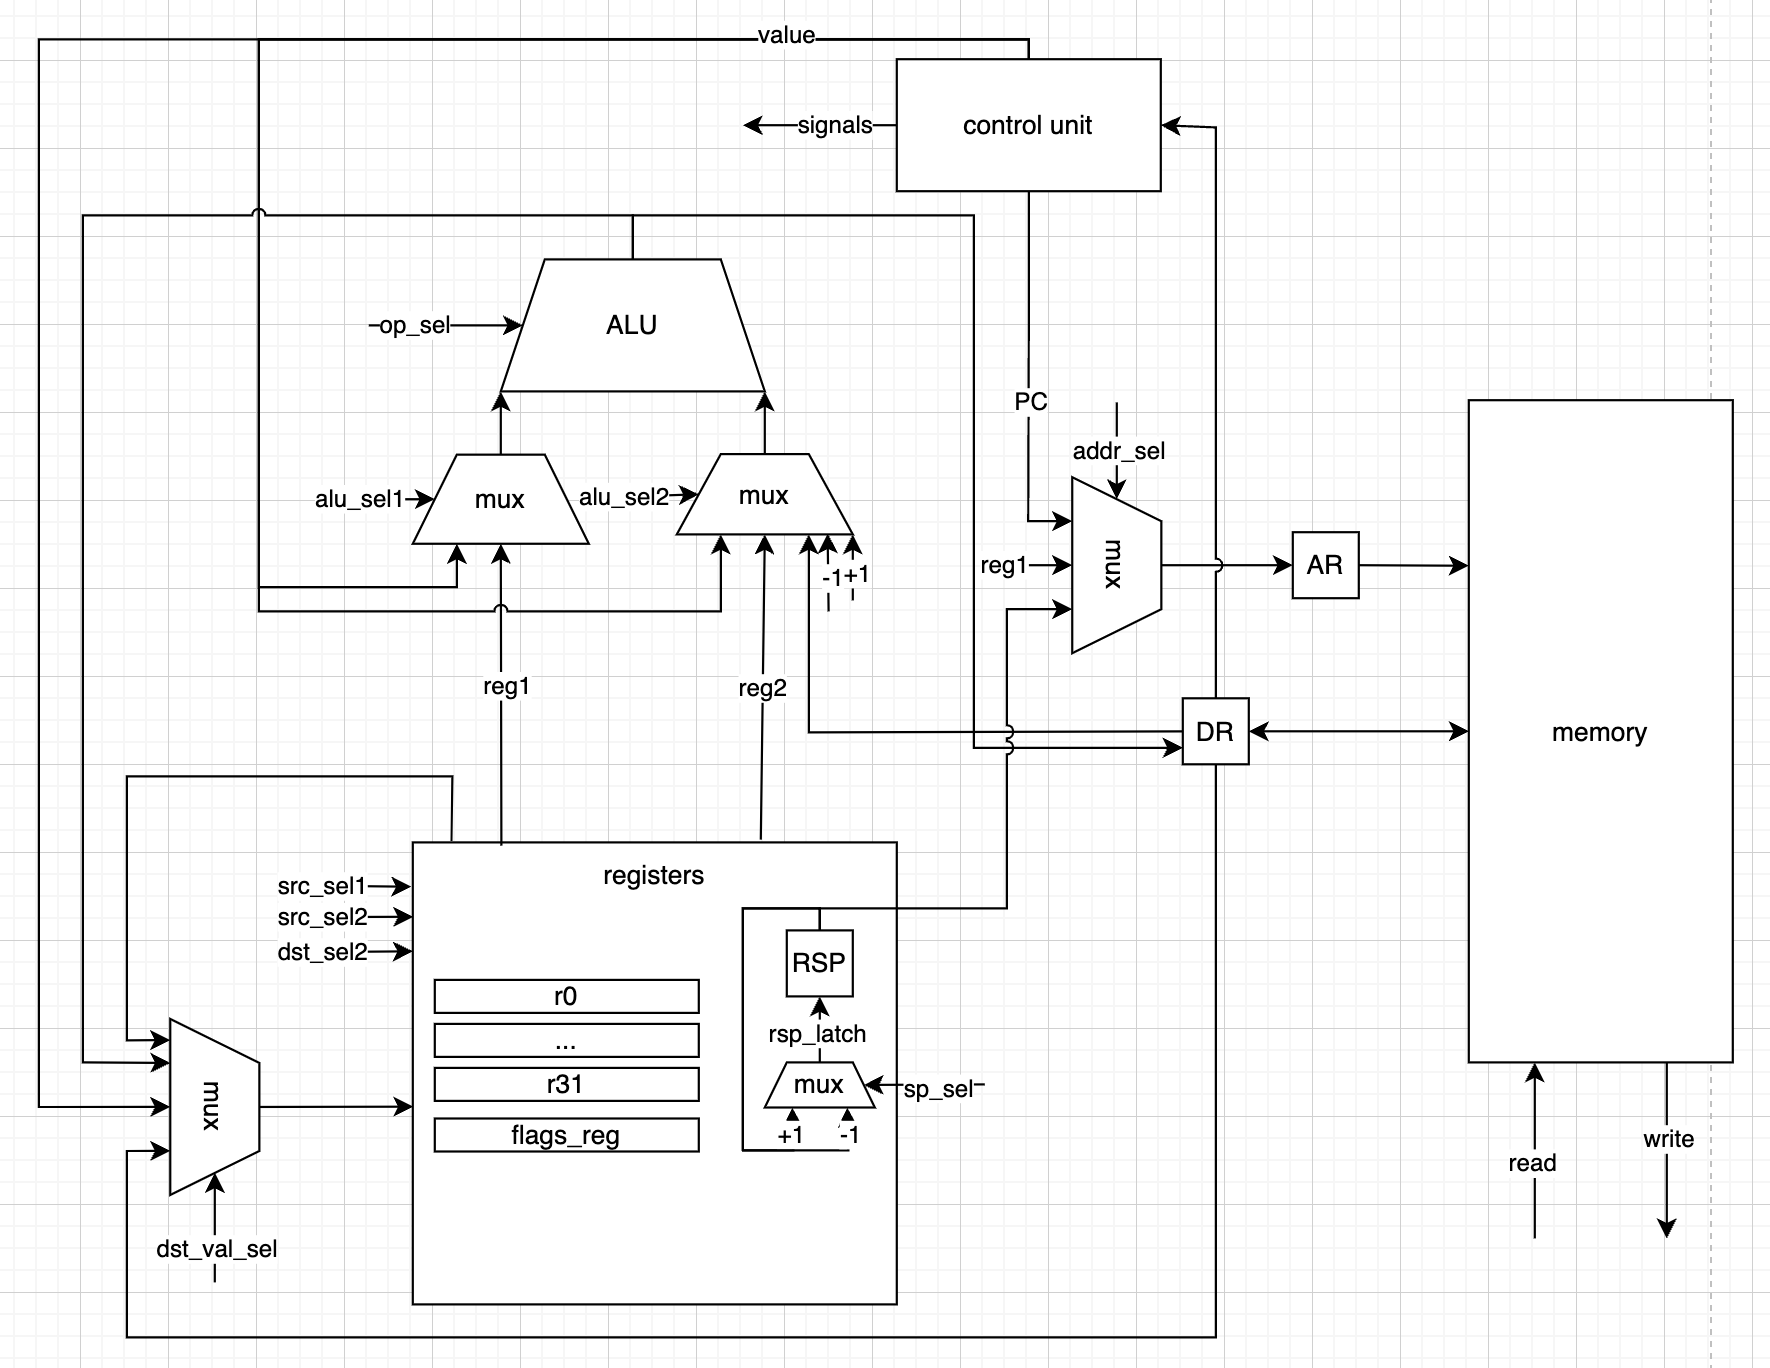 value
signals
control unit
op_sel
ALU
PC
addr_sel
alu_sel1
mux
alu_sel2
mux
-1
+1
reg1
mux
AR
reg1
reg2
DR
memory
registers
src_sel1
src_sel2
dst_sel2
RSP
r0
rsp_latch
...
r31
mux
sp_sel
mux
flags_reg
+1
-1
write
read
dst_val_sel